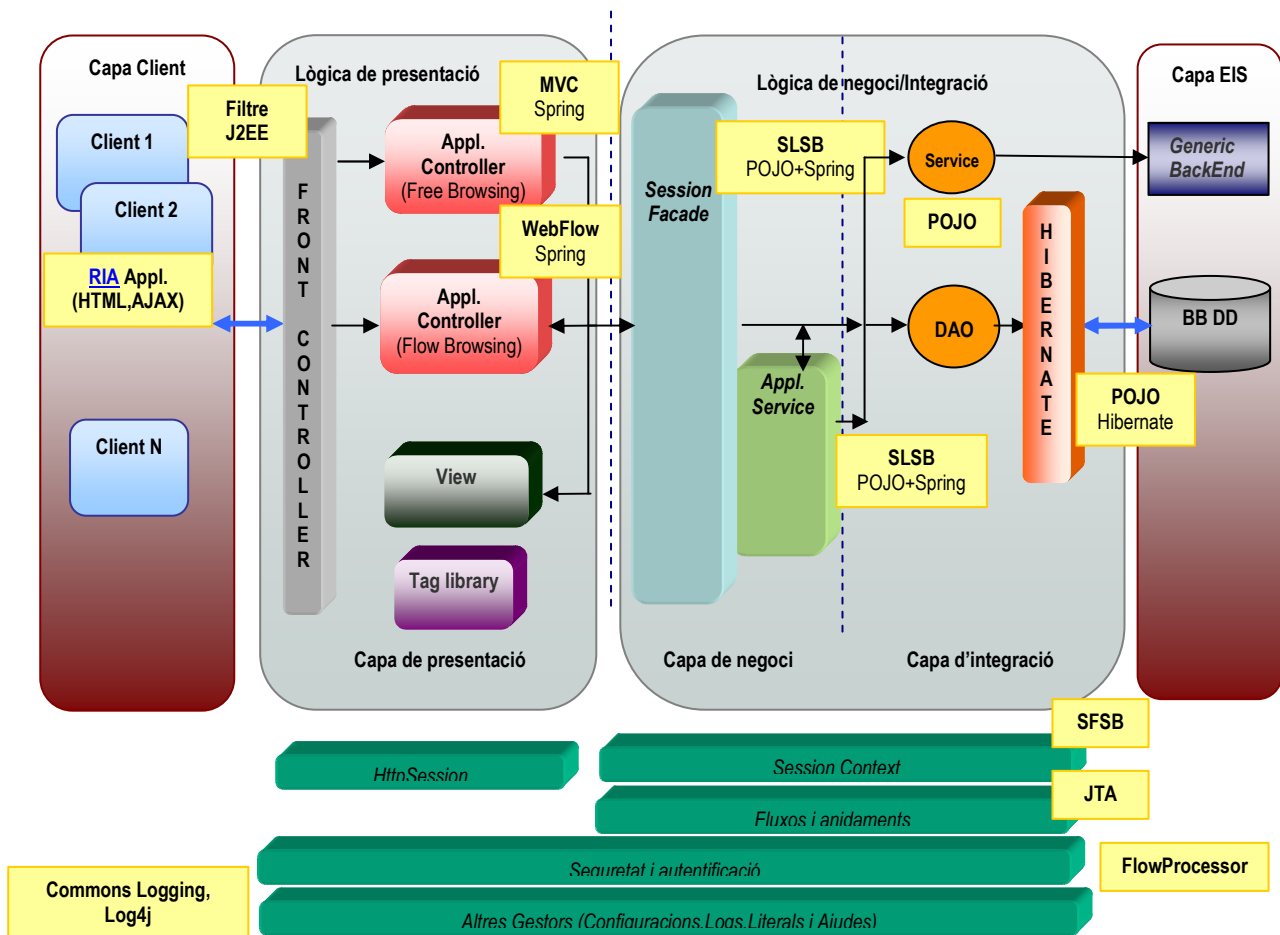 Capa Client
Client 1
Client 2
RIA Appl.
(HTML,AJAX)
Client N
Filtre
J2EE
Lògica de presentació
FRONT CONTROLLER
Appl.
Controller
(Free Browsing)
MVC
Spring
Appl.
Controller
(Flow Browsing)
WebFlow
Spring
View
Tag library
Capa de presentació
Lògica de negoci/Integració
Session
Facade
SLSB
POJO+Spring
Appl.
Service
SLSB
POJO+Spring
Service
POJO
DAO
HIBERNATE
Capa de negoci
Capa d’integració
Capa EIS
Generic
BackEnd
BB DD
POJO
Hibernate
HttpSession
Session Context
SFSB
Fluxos i anidaments
JTA
Seguretat i autentificació
FlowProcessor
Commons Logging,
Log4j
Altres Gestors (Configuracions,Logs,Literals i Ajudes)